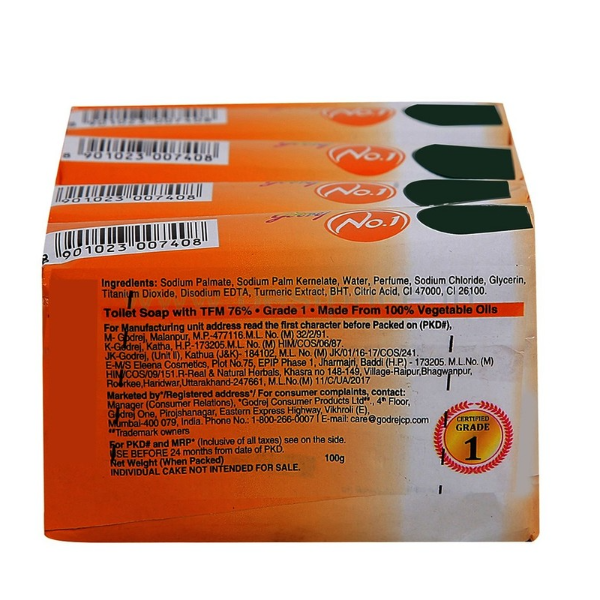 8 901023 007408
No.1
8 901023 007408
No.1
8 901023 007408
No.1
Ingredients: Sodium Palmate, Sodium Palm Kernelate, Water, Perfume, Sodium Chloride, Glycerin,
Titanium Dioxide, Disodium EDTA, Turmeric Extract, BHT, Citric Acid, CI 47000, CI 26100.
Toilet Soap with TFM 76% • Grade 1 • Made From 100% Vegetable Oils
For Manufacturing unit address read the first character before Packed on (PKD#),
M- Godrej, Malanpur, M.P.-477116.M.L. No. (M) 32/2/91.
K-Godrej, Katha, H.P.-173205.M.L. No. (M) HIM/COS/06/87.
JK-Godrej, (Unit II), Kathua (J&K)- 184102, M.L. No. (M) JK/01/16-17/COS/241.
E-M/S Eleena Cosmetics, Plot No.75, EPIP Phase 1, Jharmajri, Baddi (H.P.) - 173205. M.L. No. (M)
HIM/COS/09/151.R-Real & Natural Herbals, Khasra no 148-149, Village-Raipur,Bhagwanpur,
Roorkee,Haridwar,Uttarakhand-247661, M.L.No.(M) 11/C/UA/2017
Marketed by*/Registered address*/ For consumer complaints, contact:
Manager (Consumer Relations), *Godrej Consumer Products Ltd**., 4th Floor,
Godrej One, Pirojshanagar, Eastern Express Highway, Vikhroli (E),
Mumbai-400 079, India. Phone No.: 1-800-266-0007 I E-mail: care@godrejcp.com
**Trademark owners
For PKD# and MRP* (Inclusive of all taxes) see on the side.
USE BEFORE 24 months from date of PKD.
Net Weight (When Packed) 100g
INDIVIDUAL CAKE NOT INTENDED FOR SALE.
CERTIFIED
GRADE
1